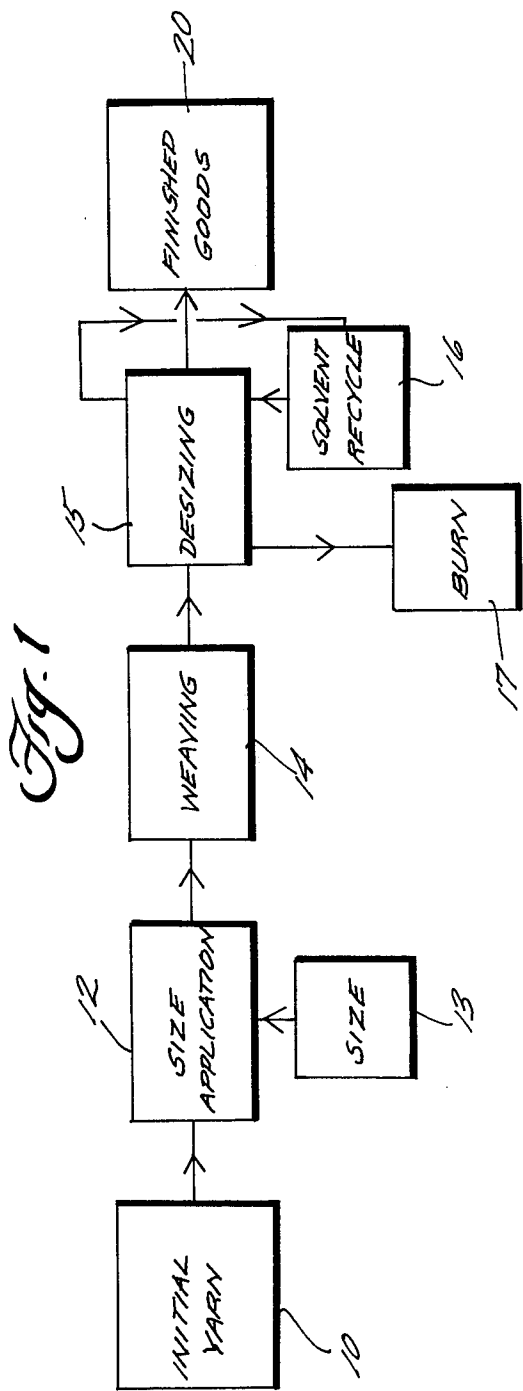 Fig. 1
INITIAL
YARN
10
SIZE
APPLICATION
12
SIZE
13
WEAVING
14
DESIZING
15
SOLVENT
RECYCLE
16
BURN
17
FINISHED
GOODS
20